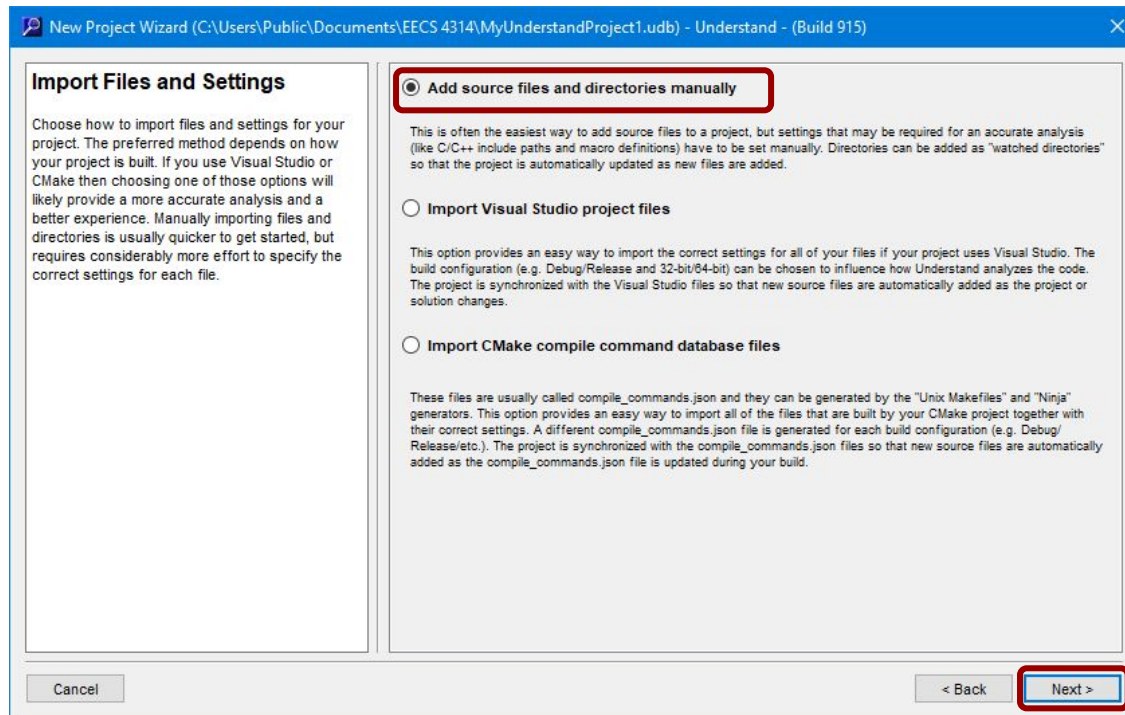 New Project Wizard (C:\Users\Public\Documents\EECS 4314\MyUnderstandProject1.udb) - Understand - (Build 915)
Import Files and Settings
Choose how to import files and settings for your
project. The preferred method depends on how
your project is built. If you use Visual Studio or
CMake then choosing one of those options will
likely provide a more accurate analysis and a
better experience. Manually importing files and
directories is usually quicker to get started, but
requires considerably more effort to specify the
correct settings for each file.
Add source files and directories manually
This is often the easiest way to add source files to a project, but settings that may be required for an accurate analysis
(like C/C++ include paths and macro definitions) have to be set manually. Directories can be added as "watched directories"
so that the project is automatically updated as new files are added.
Import Visual Studio project files
This option provides an easy way to import the correct settings for all of your files if your project uses Visual Studio. The
build configuration (e.g. Debug/Release and 32-bit/64-bit) can be chosen to influence how Understand analyzes the code.
The project is synchronized with the Visual Studio files so that new source files are automatically added as the project or
solution changes.
Import CMake compile command database files
These files are usually called compile_commands.json and they can be generated by the "Unix Makefiles" and "Ninja"
generators. This option provides an easy way to import all of the files that are built by your CMake project together with
their correct settings. A different compile_commands.json file is generated for each build configuration (e.g. Debug/
Release/etc.). The project is synchronized with the compile_commands.json files so that new source files are automatically
added as the compile_commands.json file is updated during your build.
Cancel
< Back
Next >